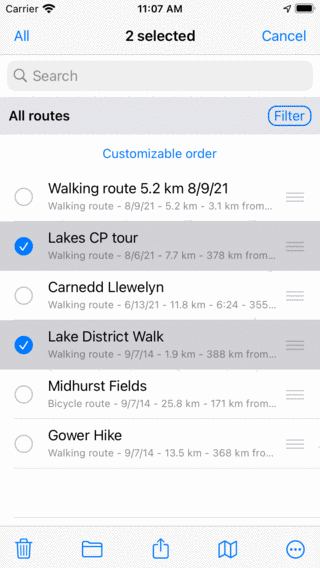 Carrier 11:07 AM
All 2 selected Cancel
Search
All routes Filter
Customizable order
Walking route 5.2 km 8/9/21
Walking route - 8/9/21 - 5.2 km - 3.1 km from...
Lakes CP tour
Walking route - 8/6/21 - 7.7 km - 378 km from...
Carnedd Llewelyn
Walking route - 6/13/21 - 11.8 km - 6:24 - 355...
Lake District Walk
Walking route - 9/7/14 - 1.9 km - 388 km from...
Midhurst Fields
Bicycle route - 9/7/14 - 25.8 km - 171 km from...
Gower Hike
Walking route - 9/7/14 - 13.5 km - 368 km fro...